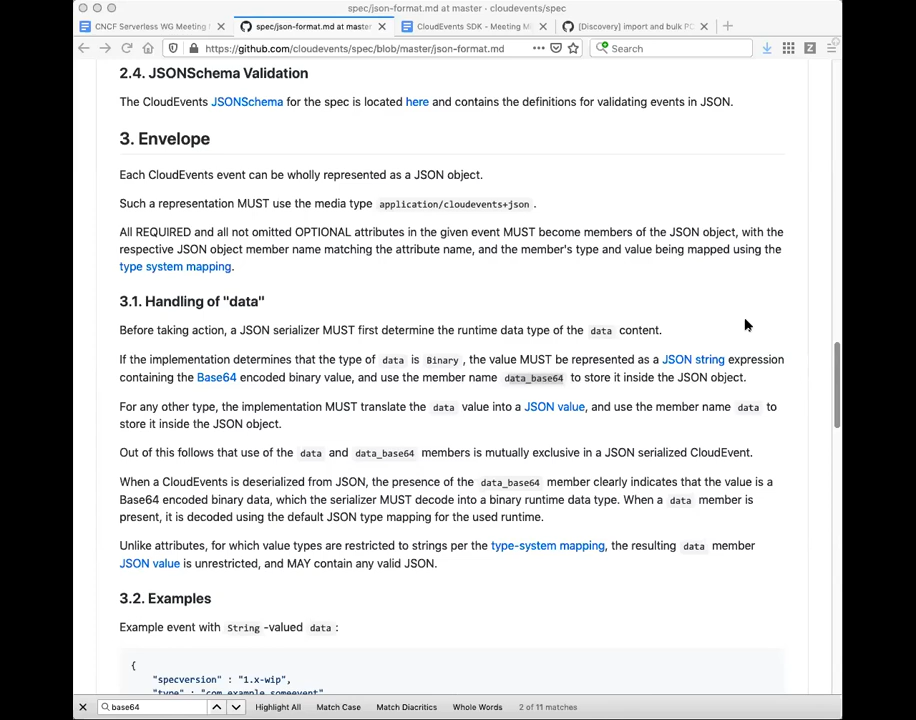 spec/json-format.md at master · cloudevents/spec
CNCF Serverless WG Meeting
spec/json-format.md at maste
CloudEvents SDK - Meeting M
[Discovery] import and bulk PO
https://github.com/cloudevents/spec/blob/master/json-format.md
Search
2.4. JSONSchema Validation
The CloudEvents JSONSchema for the spec is located here and contains the definitions for validating events in JSON.
3. Envelope
Each CloudEvents event can be wholly represented as a JSON object.
Such a representation MUST use the media type application/cloudevents+json .
All REQUIRED and all not omitted OPTIONAL attributes in the given event MUST become members of the JSON object, with the
respective JSON object member name matching the attribute name, and the member's type and value being mapped using the
type system mapping.
3.1. Handling of "data"
Before taking action, a JSON serializer MUST first determine the runtime data type of the data content.
If the implementation determines that the type of data is Binary , the value MUST be represented as a JSON string expression
containing the Base64 encoded binary value, and use the member name data_base64 to store it inside the JSON object.
For any other type, the implementation MUST translate the data value into a JSON value, and use the member name data to
store it inside the JSON object.
Out of this follows that use of the data and data_base64 members is mutually exclusive in a JSON serialized CloudEvent.
When a CloudEvents is deserialized from JSON, the presence of the data_base64 member clearly indicates that the value is a
Base64 encoded binary data, which the serializer MUST decode into a binary runtime data type. When a data member is
present, it is decoded using the default JSON type mapping for the used runtime.
Unlike attributes, for which value types are restricted to strings per the type-system mapping, the resulting data member
JSON value is unrestricted, and MAY contain any valid JSON.
3.2. Examples
Example event with String -valued data :
{
"specversion" : "1.x-wip",
"type" : "com.example.someevent",
base64
Highlight All
Match Case
Match Diacritics
Whole Words
2 of 11 matches